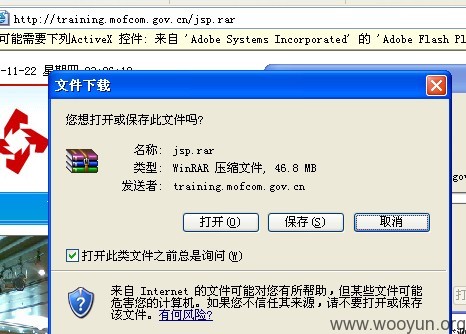 http://training.mofcom.gov.cn/jsp.rar
可能需要下列ActiveX 控件: 来自 'Adobe Systems Incorporated' 的 'Adobe Flash Pl
-11-22 星期四
文件下载
您想打开或保存此文件吗?
名称: jsp.rar
类型: WinRAR 压缩文件, 46.8 MB
发送者: training.mofcom.gov.cn
打开(O) 保存(S) 取消
打开此类文件之前总是询问(W)
来自 Internet 的文件可能对您有所帮助，但某些文件可能
危害您的计算机。如果您不信任其来源，请不要打开或保存
该文件。有何风险?
gov
打
www.wooyun.org